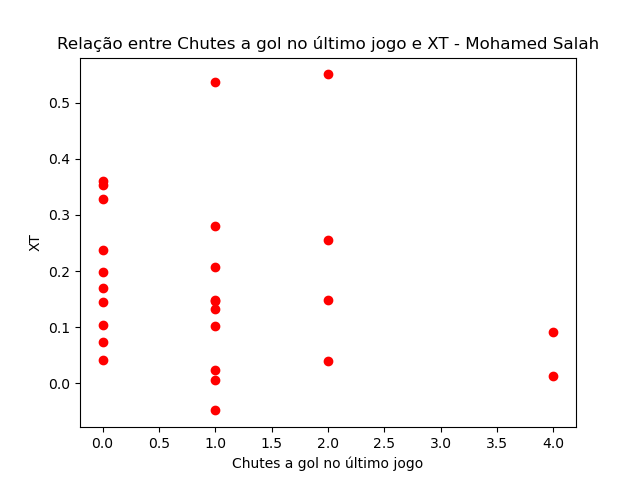 Relação entre Chutes a gol no último jogo e XT - Mohamed Salah
0.5
0.4
0.3
0.2
0.1
0.0
XT
0.0 0.5 1.0 1.5 2.0 2.5 3.0 3.5 4.0
Chutes a gol no último jogo